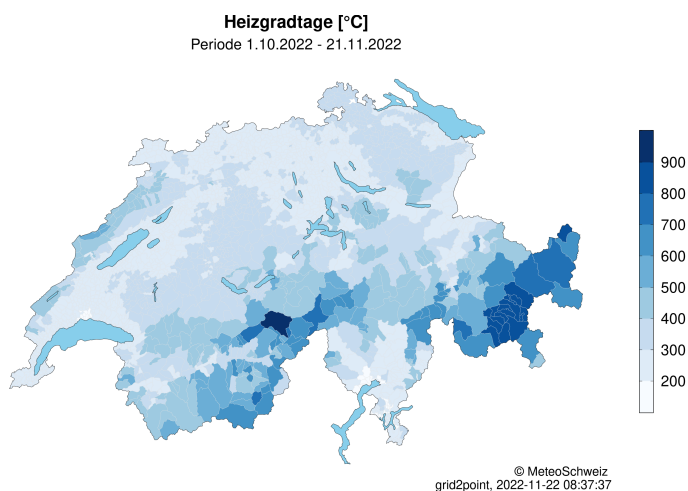 Heizgradtage [°C]
Periode 1.10.2022 - 21.11.2022
900
800
700
600
500
400
300
200
© MeteoSchweiz
grid2point, 2022-11-22 08:37:37